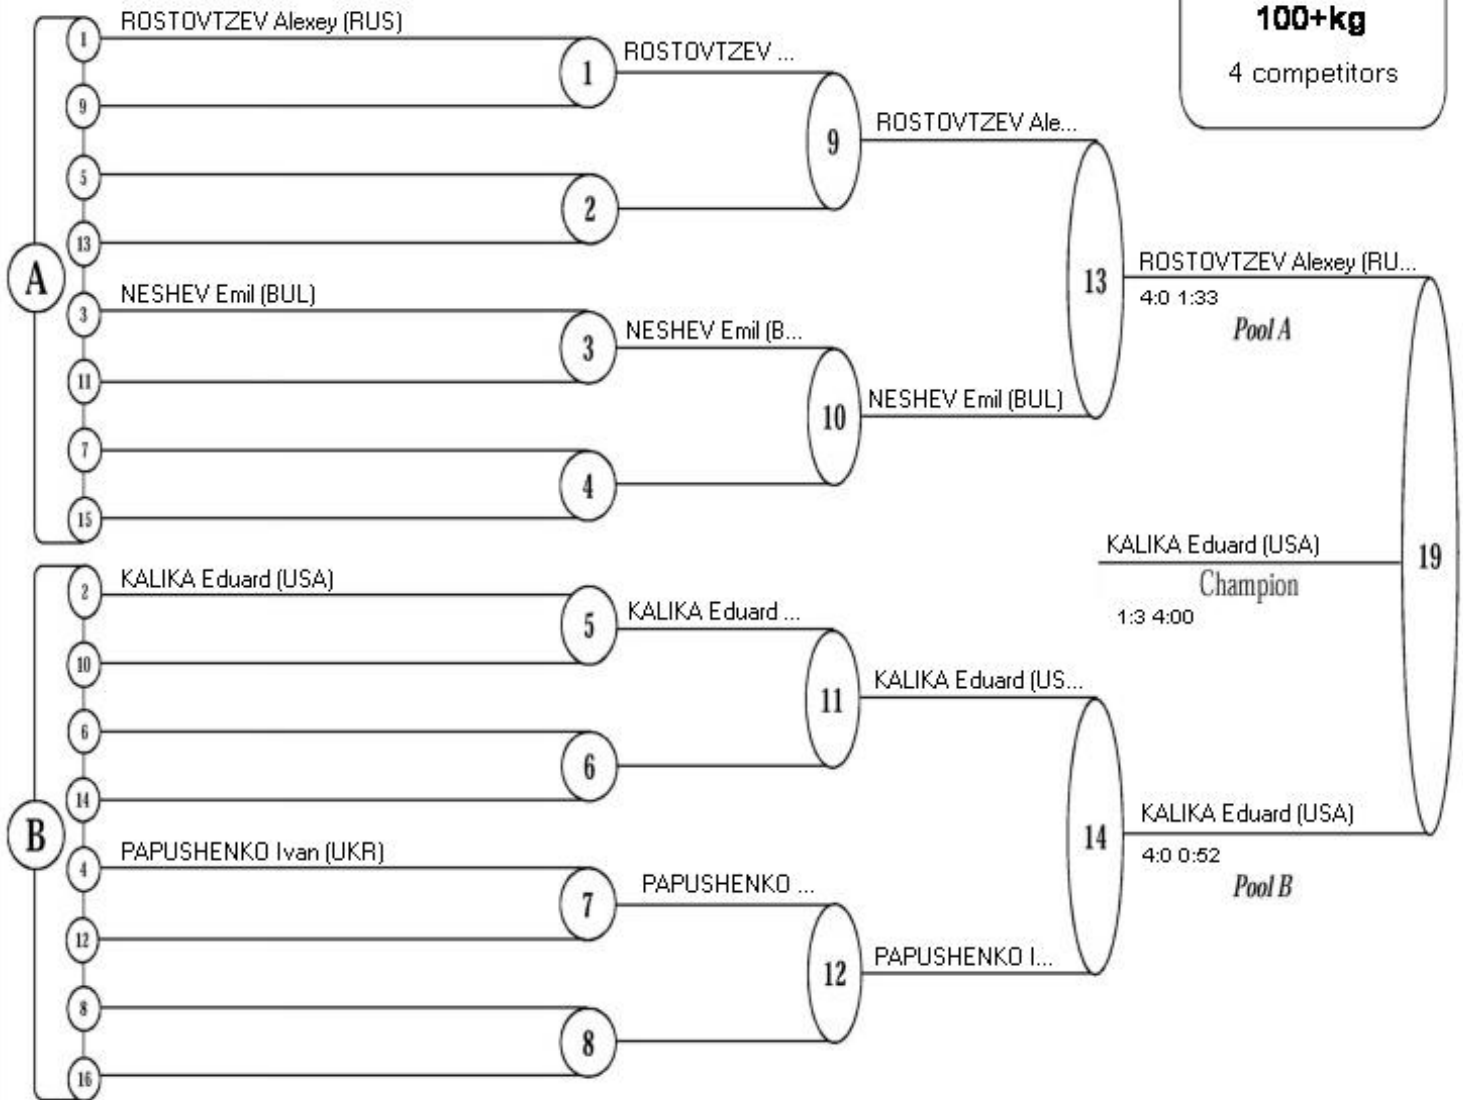 100+kg
4 competitors
A
1
ROSTOVTZEV Alexey (RUS)
9
1
ROSTOVTZEV ...
5
13
2
9
ROSTOVTZEV Ale...
3
NESHEV Emil (BUL)
11
3
NESHEV Emil (B...
7
15
4
10
NESHEV Emil (BUL)
13
ROSTOVTZEV Alexey (RU...
4:0 1:33
Pool A
B
2
KALIKA Eduard (USA)
10
5
KALIKA Eduard ...
6
14
6
11
KALIKA Eduard (US...
4
PAPUSHENKO Ivan (UKR)
12
7
PAPUSHENKO ...
8
16
8
12
PAPUSHENKO I...
14
KALIKA Eduard (USA)
4:0 0:52
Pool B
19
KALIKA Eduard (USA)
Champion
1:3 4:00